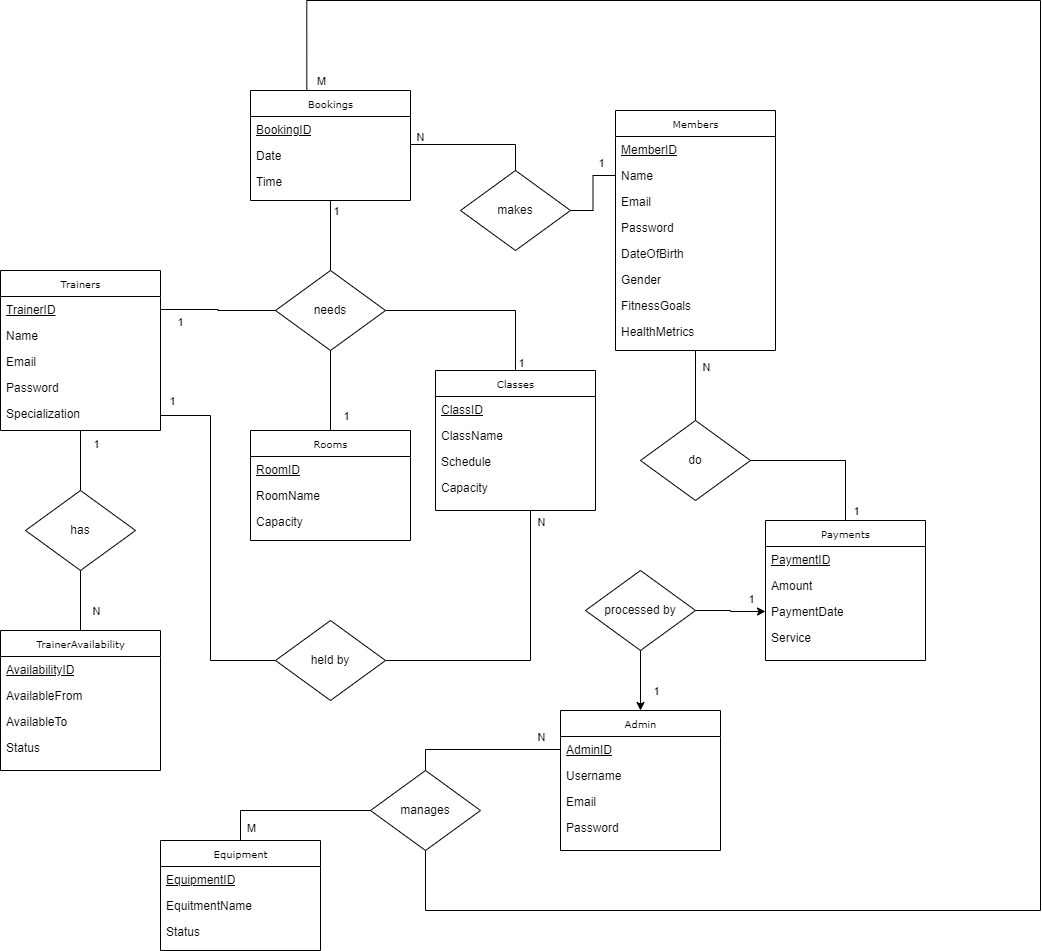 M
Bookings
BookingID
Date
Time
N
1
makes
1
Members
MemberID
Name
Email
Password
DateOfBirth
Gender
FitnessGoals
HealthMetrics
Trainers
TrainerID
Name
Email
Password
Specialization
1
needs
1
1
1
Classes
ClassID
ClassName
Schedule
Capacity
Rooms
RoomID
RoomName
Capacity
N
do
1
1
has
N
N
TrainerAvailability
AvailabilityID
AvailableFrom
AvailableTo
Status
held by
Payments
PaymentID
Amount
PaymentDate
Service
processed by
1
1
Admin
AdminID
Username
Email
Password
N
manages
M
Equipment
EquipmentID
EquitmentName
Status